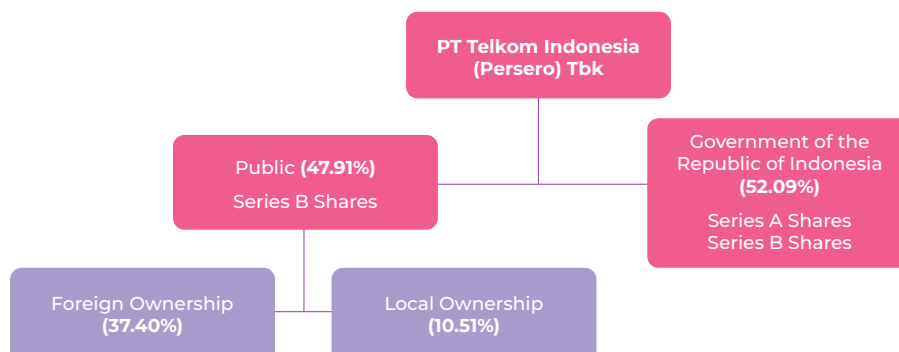 PT Telkom Indonesia
(Persero) Tbk
Public (47.91%)
Series B Shares
Government of the
Republic of Indonesia
(52.09%)
Series A Shares
Series B Shares
Foreign Ownership
(37.40%)
Local Ownership
(10.51%)